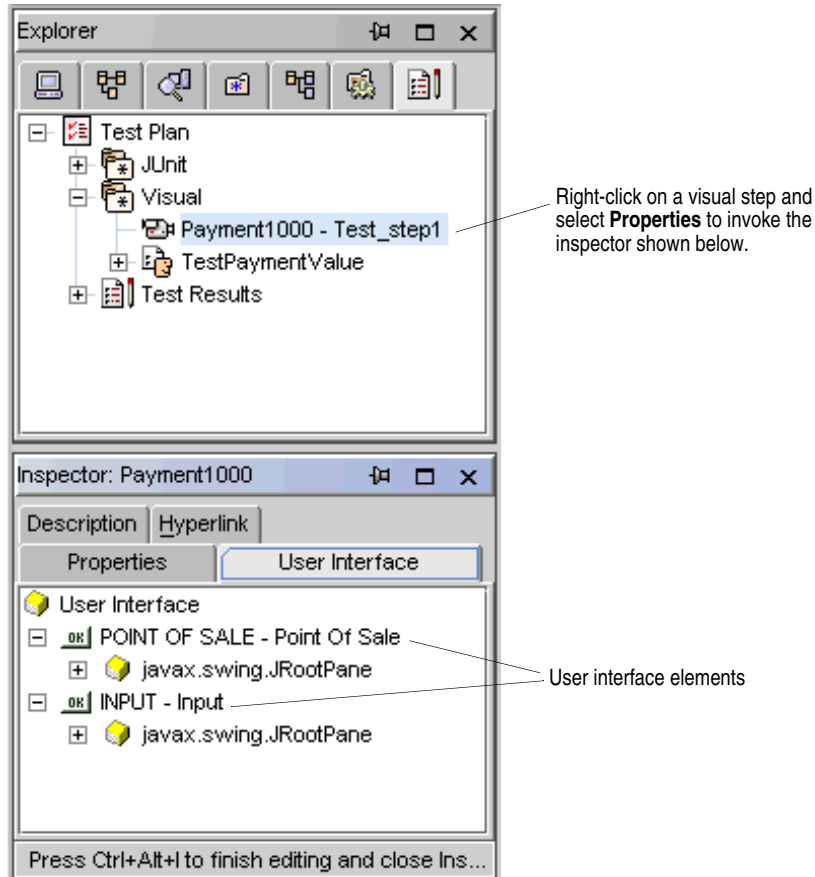 Explorer
Test Plan
JUnit
Visual
Payment1000 - Test_step1
TestPaymentValue
Test Results
Right-click on a visual step and
select Properties to invoke the
inspector shown below.
Inspector: Payment1000
Description Hyperlink
Properties User Interface
User Interface
OK POINT OF SALE - Point Of Sale
javax.swing.JRootPane
OK INPUT - Input
javax.swing.JRootPane
User interface elements
Press Ctrl+Alt+I to finish editing and close Ins...